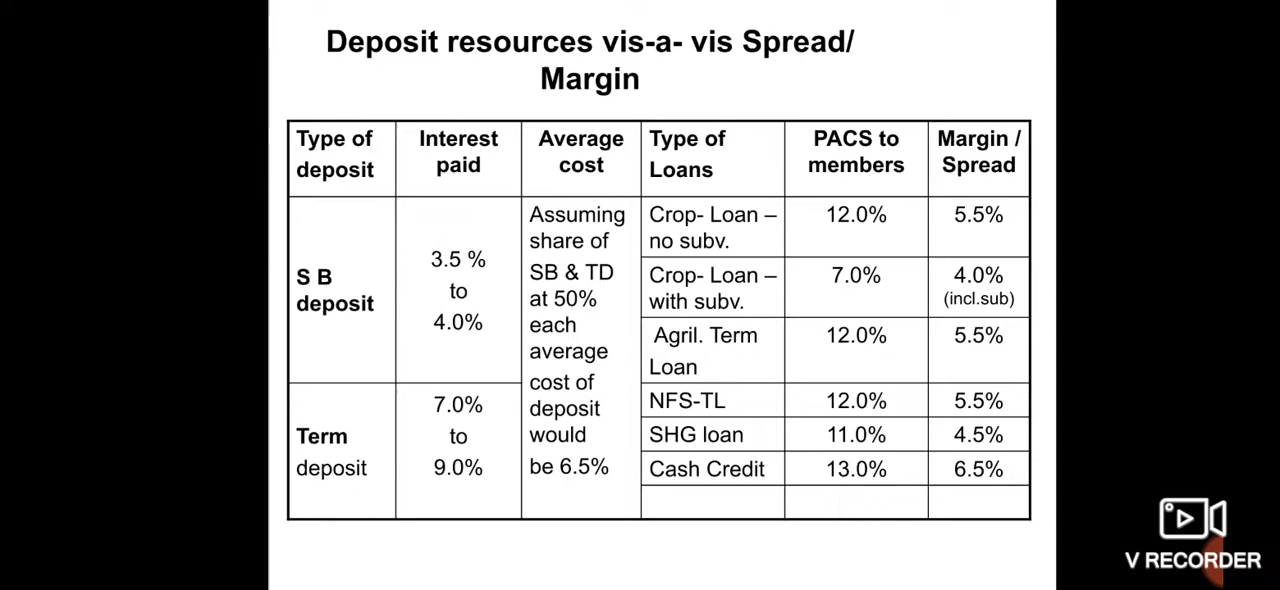 Deposit resources vis-a- vis Spread/
Margin
Type of
deposit
Interest
paid
Average
cost
Type of
Loans
PACS to
members
Margin /
Spread
S B
deposit
3.5 %
to
4.0%
Assuming
share of
SB & TD
at 50%
each
average
cost of
deposit
would
be 6.5%
Crop- Loan –
no subv.
12.0%
5.5%
Crop- Loan –
with subv.
7.0%
4.0%
(incl.sub)
Agril. Term
Loan
12.0%
5.5%
Term
deposit
7.0%
to
9.0%
NFS-TL
12.0%
5.5%
SHG loan
11.0%
4.5%
Cash Credit
13.0%
6.5%
V RECORDER